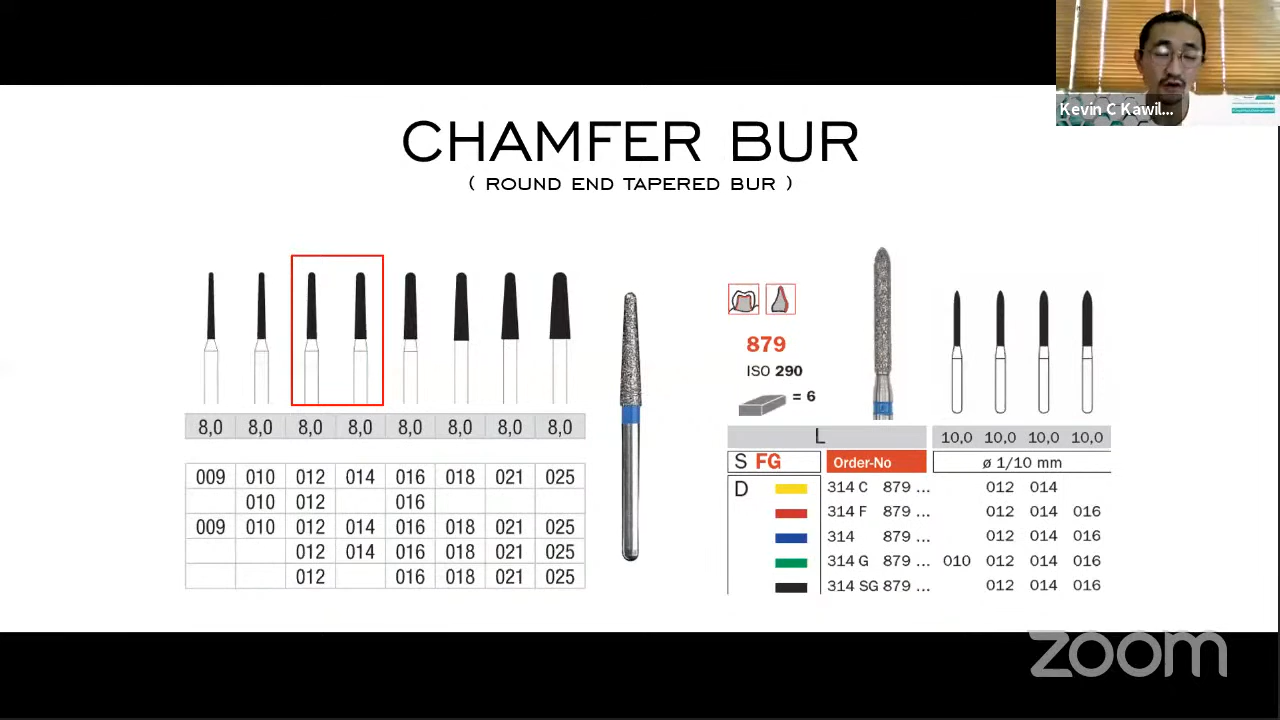 Kevin C Kawil...
CHAMFER BUR
( ROUND END TAPERED BUR )
8,0 8,0 8,0 8,0 8,0 8,0 8,0 8,0
009 010 012 014 016 018 021 025
010 012 016
009 010 012 014 016 018 021 025
012 014 016 018 021 025
012 016 018 021 025
879
ISO 290
= 6
L 10,0 10,0 10,0 10,0
S FG Order-No ø 1/10 mm
D 314 C 879 ... 012 014
314 F 879 ... 012 014 016
314 879 ... 012 014 016
314 G 879 ... 010 012 014 016
314 SG 879 ... 012 014 016
zoom